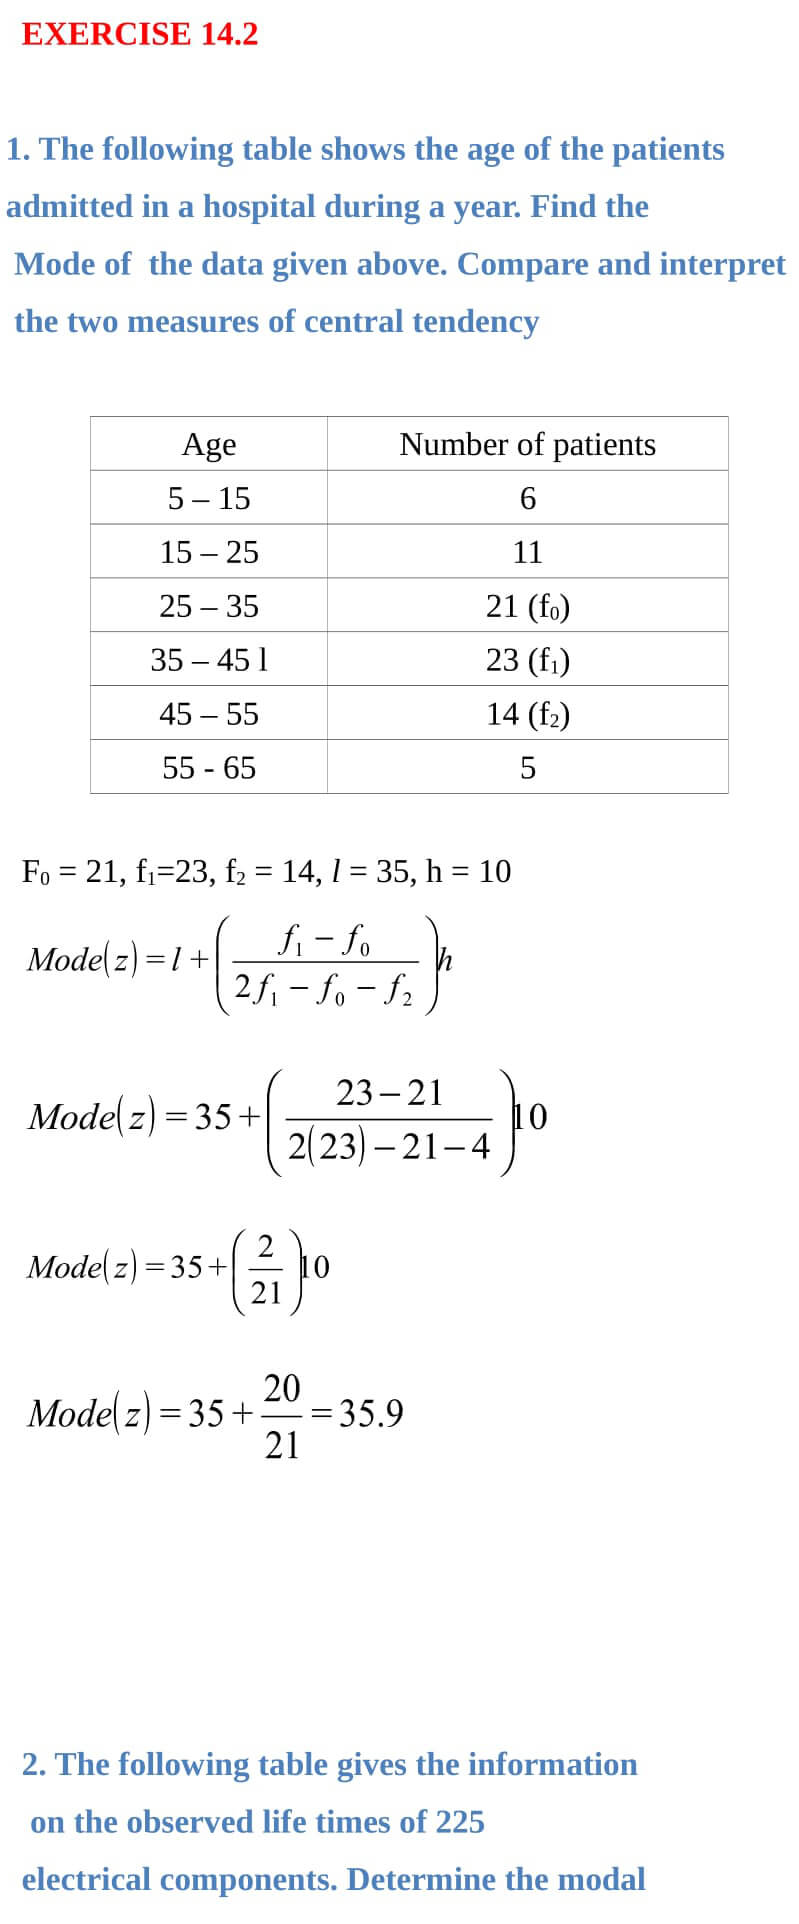 EXERCISE 14.2
1. The following table shows the age of the patients
admitted in a hospital during a year. Find the
Mode of the data given above. Compare and interpret
the two measures of central tendency
Age Number of patients
5 – 15 6
15 – 25 11
25 – 35 21 (f₀)
35 – 45 l 23 (f₁)
45 – 55 14 (f₂)
55 - 65 5
F₀ = 21, f₁=23, f₂ = 14, l = 35, h = 10
Mode(z) = l + ( (f₁ − f₀) / (2f₁ − f₀ − f₂) ) h
Mode(z) = 35 + ( (23 − 21) / (2(23) − 21 − 4) ) 10
Mode(z) = 35 + ( 2 / 21 ) 10
Mode(z) = 35 + 20 / 21 = 35.9
2. The following table gives the information
on the observed life times of 225
electrical components. Determine the modal